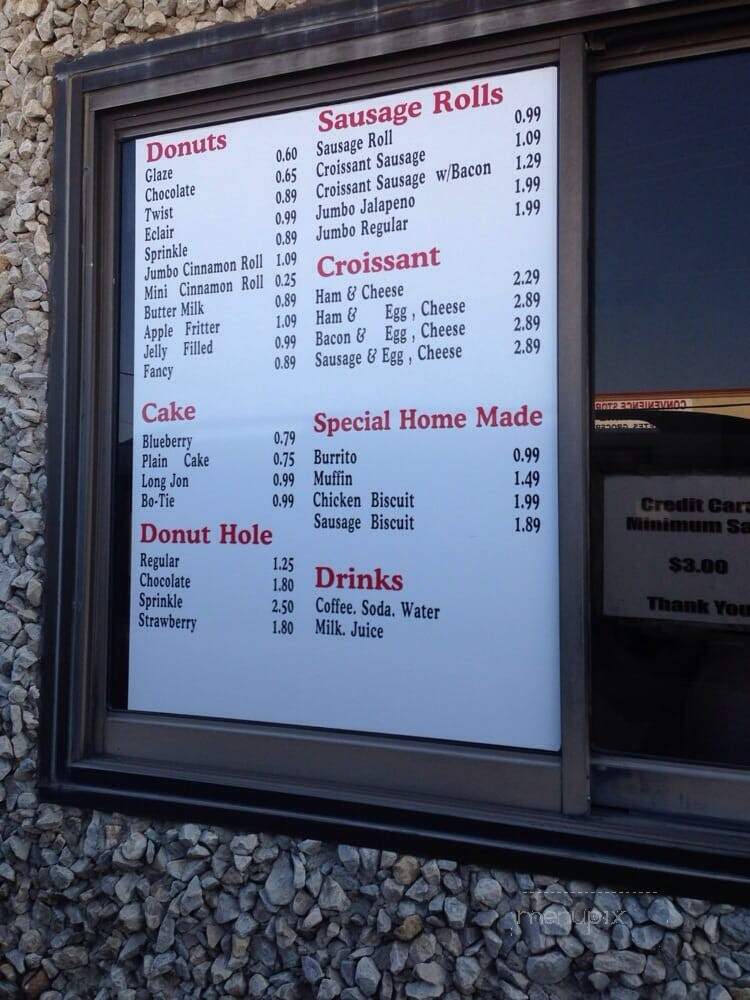 Donuts
Glaze 0.60
Chocolate 0.65
Twist 0.89
Eclair 0.99
Sprinkle 0.89
Jumbo Cinnamon Roll 1.09
Mini Cinnamon Roll 0.25
Butter Milk 0.89
Apple Fritter 1.09
Jelly Filled 0.99
Fancy 0.89
Cake
Blueberry 0.79
Plain Cake 0.75
Long Jon 0.99
Bo-Tie 0.99
Donut Hole
Regular 1.25
Chocolate 1.80
Sprinkle 2.50
Strawberry 1.80
Sausage Rolls
Sausage Roll 0.99
Croissant Sausage 1.09
Croissant Sausage w/Bacon 1.29
Jumbo Jalapeno 1.99
Jumbo Regular 1.99
Croissant
Ham & Cheese 2.29
Ham & Egg , Cheese 2.89
Bacon & Egg , Cheese 2.89
Sausage & Egg , Cheese 2.89
Special Home Made
Burrito 0.99
Muffin 1.49
Chicken Biscuit 1.99
Sausage Biscuit 1.89
Drinks
Coffee. Soda. Water
Milk. Juice
CONVENIENCE STOR
Credit Car
Minimum Sa
$3.00
Thank You
menupix